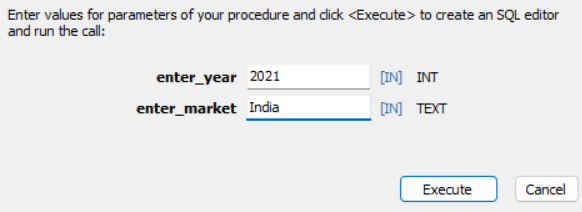 Enter values for parameters of your procedure and click <Execute> to create an SQL editor
and run the call:
enter_year 2021 [IN] INT
enter_market India [IN] TEXT
Execute Cancel